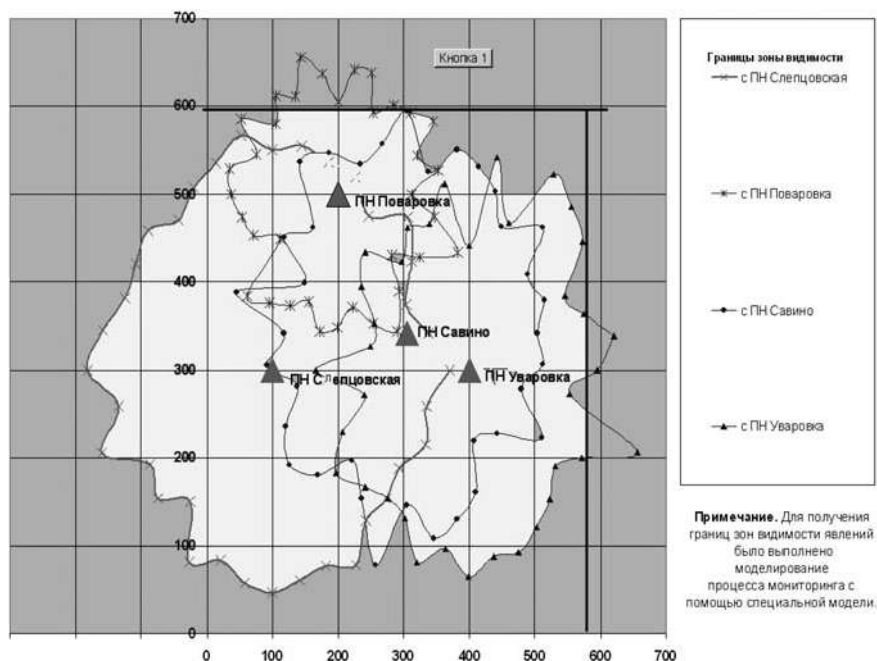 700
600
500
400
300
200
100
0
0 100 200 300 400 500 600 700
Кнопка 1
ПН Поваровка
ПН Савино
ПН Слепцовская
ПН Уваровка
Границы зоны видимости
с ПН Слепцовская
с ПН Поваровка
с ПН Савино
с ПН Уваровка
Примечание. Для получения
границ зон видимости явлений
было выполнено
моделирование
процесса мониторинга с
помощью специальной модели.